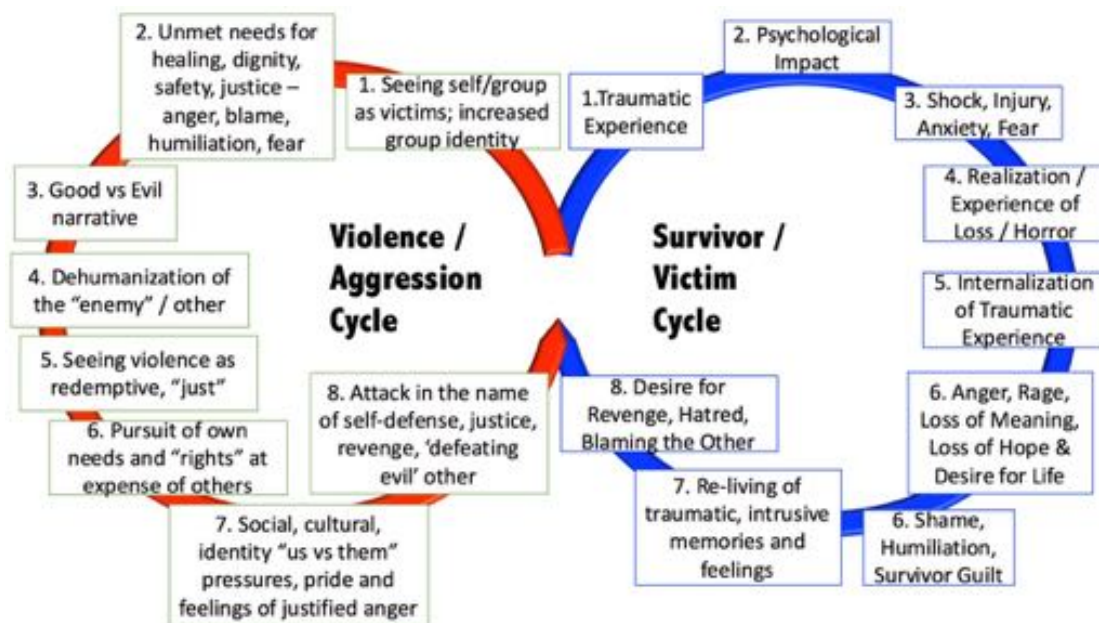 2. Unmet needs for
healing, dignity,
safety, justice –
anger, blame,
humiliation, fear
1. Seeing self/group
as victims; increased
group identity
3. Good vs Evil
narrative
4. Dehumanization of
the “enemy” / other
5. Seeing violence as
redemptive, “just”
6. Pursuit of own
needs and “rights” at
expense of others
7. Social, cultural,
identity “us vs them”
pressures, pride and
feelings of justified anger
8. Attack in the name
of self-defense, justice,
revenge, ‘defeating
evil’ other
Violence /
Aggression
Cycle
Survivor /
Victim
Cycle
1.Traumatic
Experience
2. Psychological
Impact
3. Shock, Injury,
Anxiety, Fear
4. Realization /
Experience of
Loss / Horror
5. Internalization
of Traumatic
Experience
6. Anger, Rage,
Loss of Meaning,
Loss of Hope &
Desire for Life
6. Shame,
Humiliation,
Survivor Guilt
7. Re-living of
traumatic, intrusive
memories and
feelings
8. Desire for
Revenge, Hatred,
Blaming the Other